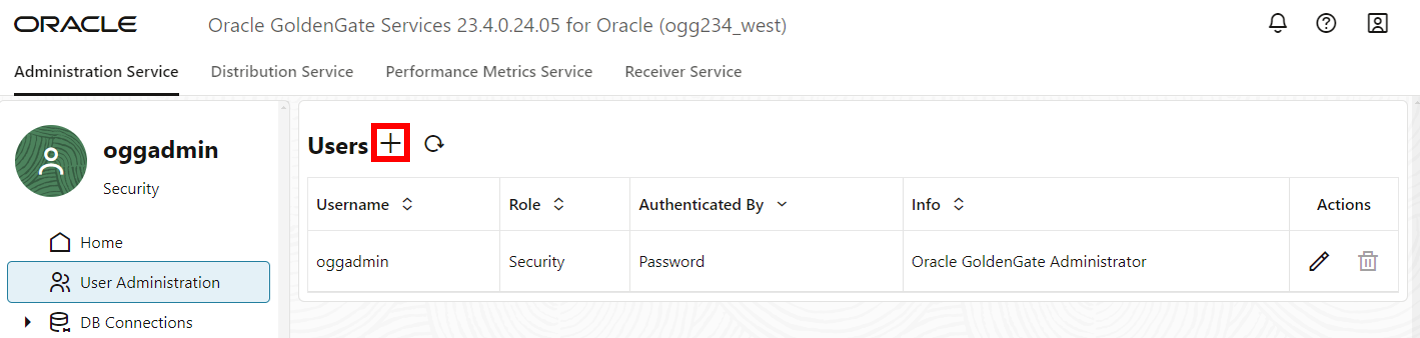 ORACLE Oracle GoldenGate Services 23.4.0.24.05 for Oracle (ogg234_west)
Administration Service Distribution Service Performance Metrics Service Receiver Service
oggadmin
Security
Home
User Administration
DB Connections
Users
Username Role Authenticated By Info Actions
oggadmin Security Password Oracle GoldenGate Administrator